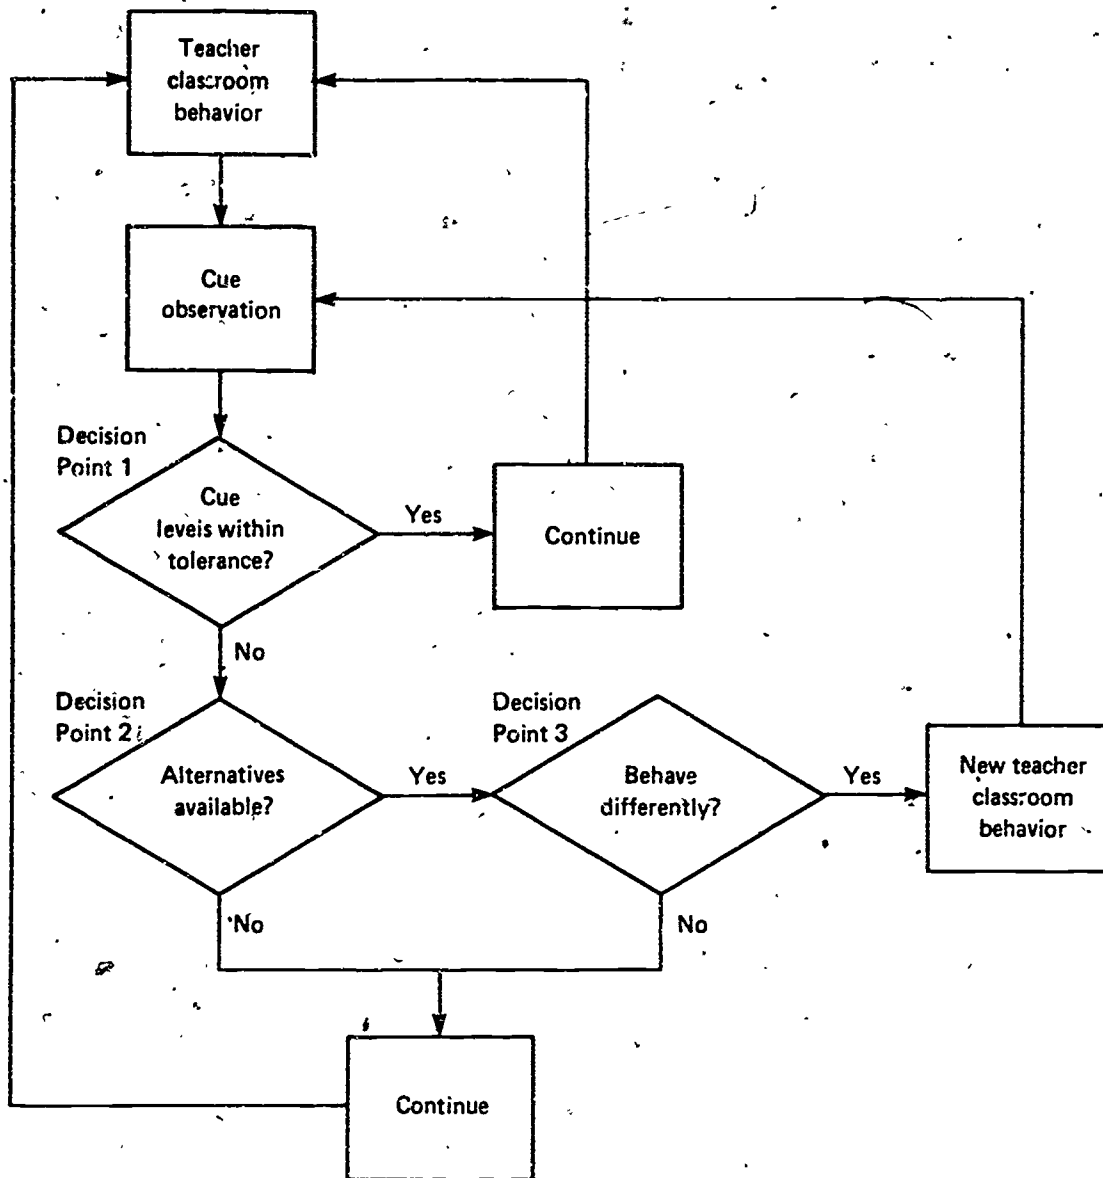 Teacher
classroom
behavior
Cue
observation
Decision
Point 1
Cue
levels within
tolerance?
Yes
Continue
No
Decision
Point 2
Alternatives
available?
Yes
Decision
Point 3
Behave
differently?
Yes
New teacher
classroom
behavior
No
No
Continue